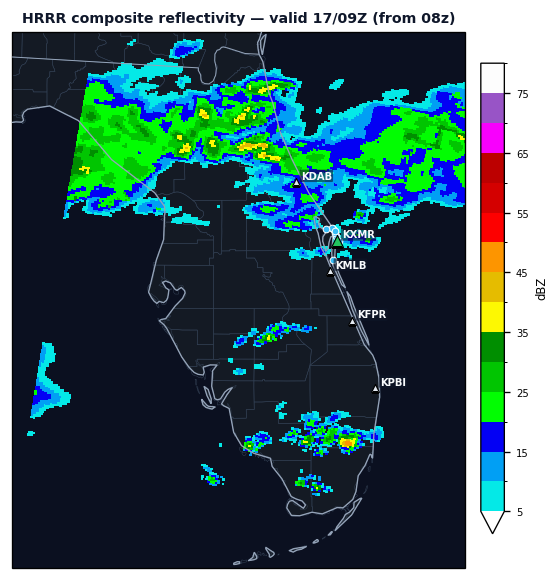 HRRR composite reflectivity — valid 17/09Z (from 08z)
KDAB
KXMR
KMLB
KFPR
KPBI
75
65
55
45
35
25
15
5
dBZ